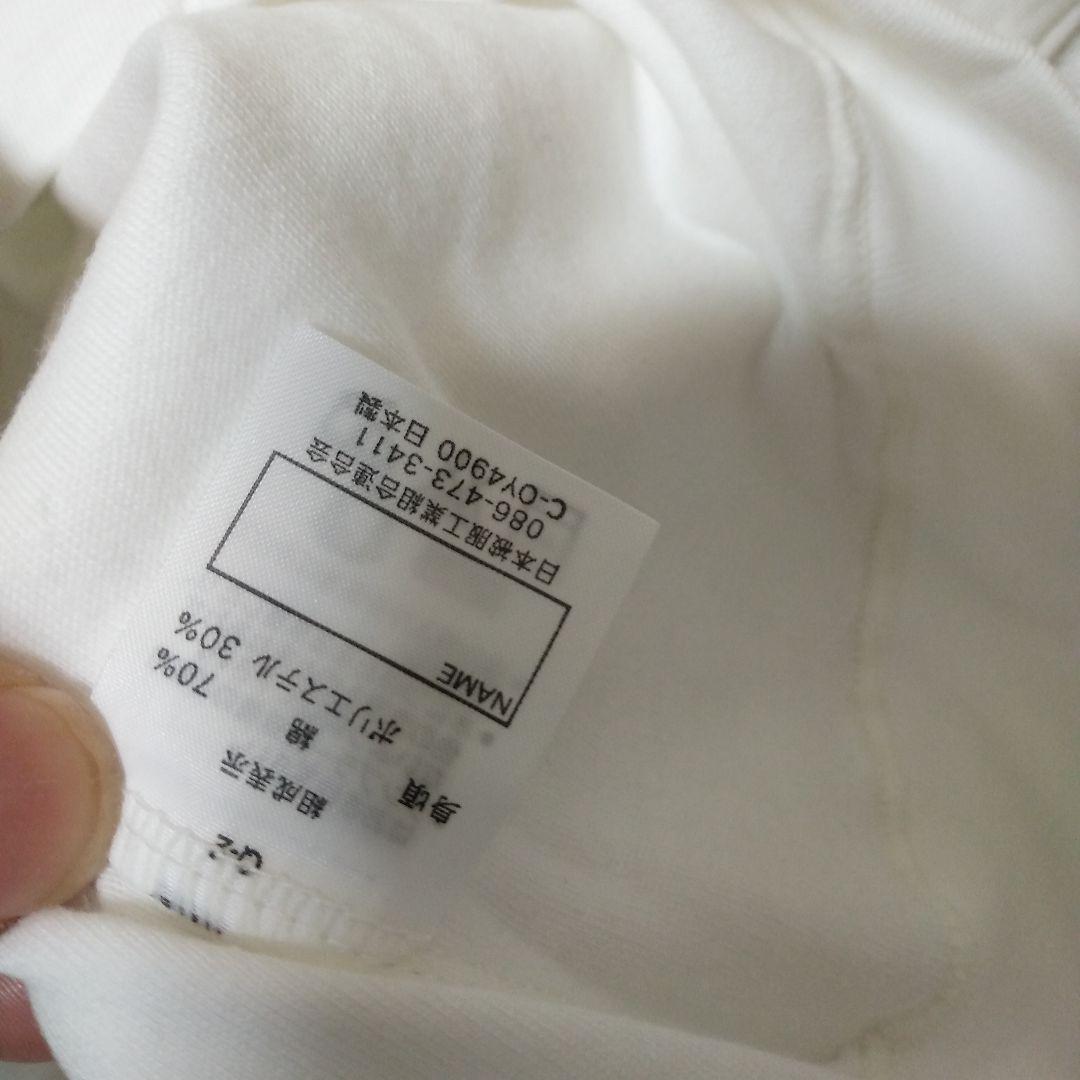 Q-2
組成表示
身頃
綿 70%
ポリエステル 30%
NAME
日本被服工業組合連合会
086-473-3411
C-OY4900 日本製